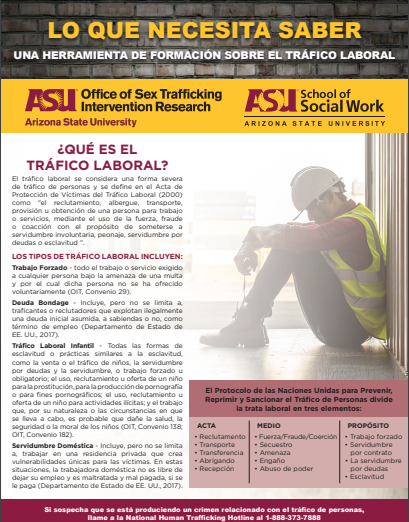 LO QUE NECESITA SABER
UNA HERRAMIENTA DE FORMACIÓN SOBRE EL TRÁFICO LABORAL
ASU Office of Sex Trafficking
Intervention Research
Arizona State University
ASU School of
Social Work
ARIZONA STATE UNIVERSITY
¿QUÉ ES EL
TRÁFICO LABORAL?
El tráfico laboral se considera una forma severa
de tráfico de personas y se define en el Acta de
Protección de Víctimas del Tráfico Laboral (2000)
como "el reclutamiento, albergue, transporte,
provisión u obtención de una persona para trabajo
o servicios, mediante el uso de la fuerza, fraude
o coacción con el propósito de someterse a
servidumbre involuntaria, peonaje, servidumbre por
deudas o esclavitud ".
LOS TIPOS DE TRÁFICO LABORAL INCLUYEN:
Trabajo Forzado - todo el trabajo o servicio exigido
a cualquier persona bajo la amenaza de una multa
y por el cual dicha persona no se ha ofrecido
voluntariamente (OIT, Convenio 29).
Deuda Bondage - Incluye, pero no se limita a,
traficantes o reclutadores que explotan ilegalmente
una deuda inicial asumida, a sabiendas o no, como
término de empleo (Departamento de Estado de
EE. UU., 2017).
Tráfico Laboral Infantil - Todas las formas de
esclavitud o prácticas similares a la esclavitud,
como la venta o el tráfico de niños, la servidumbre
por deudas y la servidumbre, o trabajo forzado u
obligatorio; el uso, reclutamiento u oferta de un niño
para la prostitución, para la producción de pornografía
o para fines pornográficos; el uso, reclutamiento u
oferta de un niño para actividades ilícitas; y el trabajo
que, por su naturaleza o las circunstancias en que
se lleva a cabo, es probable que dañe la salud, la
seguridad o la moral de los niños (OIT, Convenio 138;
OIT, Convenio 182).
Servidumbre Doméstica - Incluye, pero no se limita
a, trabajar en una residencia privada que crea
vulnerabilidades únicas para las víctimas. En estas
situaciones, la trabajadora doméstica no es libre de
dejar su empleo y es maltratada y mal pagada, si se
le paga (Departamento de Estado de EE. UU., 2017).
El Protocolo de las Naciones Unidas para Prevenir,
Reprimir y Sancionar el Tráfico de Personas divide
la trata laboral en tres elementos:
ACTA
• Reclutamiento
• Transporte
• Transferencia
• Abrigando
• Recepción
MEDIO
• Fuerza/Fraude/Coerción
• Secuestro
• Amenaza
• Engaño
• Abuso de poder
PROPÓSITO
• Trabajo forzado
• Servidumbre
por contrato
• La servidumbre
por deudas
• Esclavitud
Si sospecha que se está produciendo un crimen relacionado con el tráfico de personas,
llame a la National Human Trafficking Hotline al 1-888-373-7888